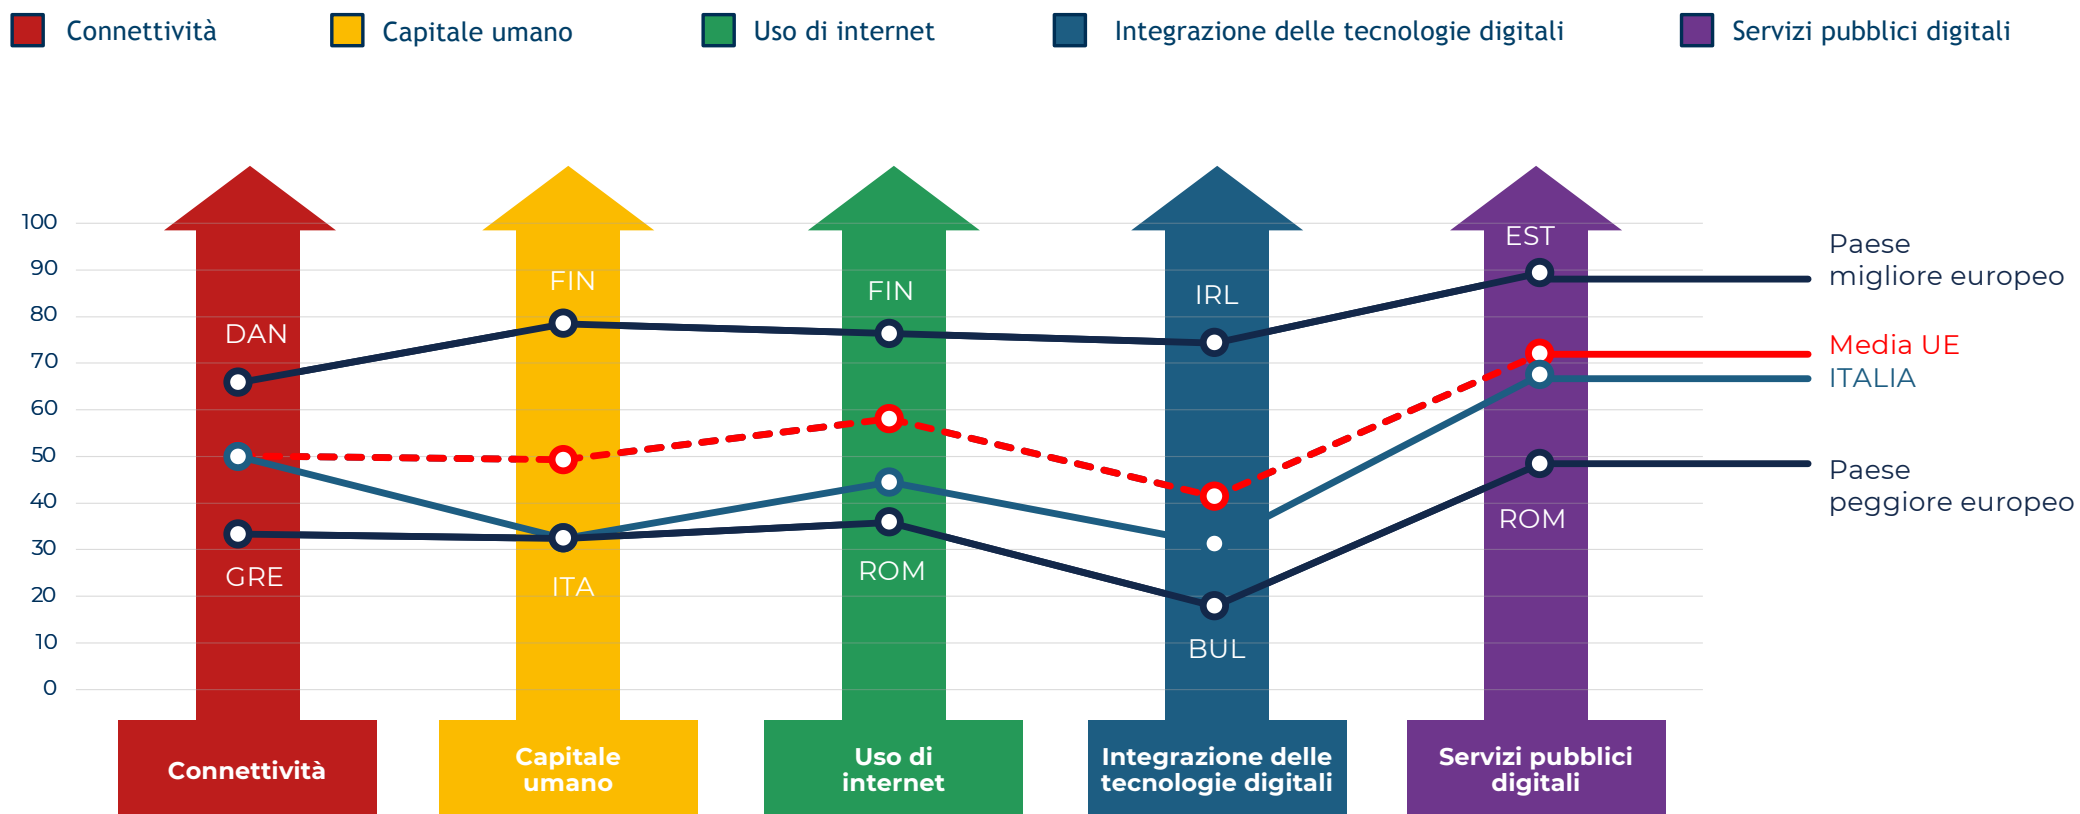 Connettività
Capitale umano
Uso di internet
Integrazione delle tecnologie digitali
Servizi pubblici digitali
100
90
80
70
60
50
40
30
20
10
0
DAN
GRE
FIN
ITA
FIN
ROM
IRL
BUL
EST
ROM
Paese
migliore europeo
Media UE
ITALIA
Paese
peggiore europeo
Connettività
Capitale
umano
Uso di
internet
Integrazione delle
tecnologie digitali
Servizi pubblici
digitali